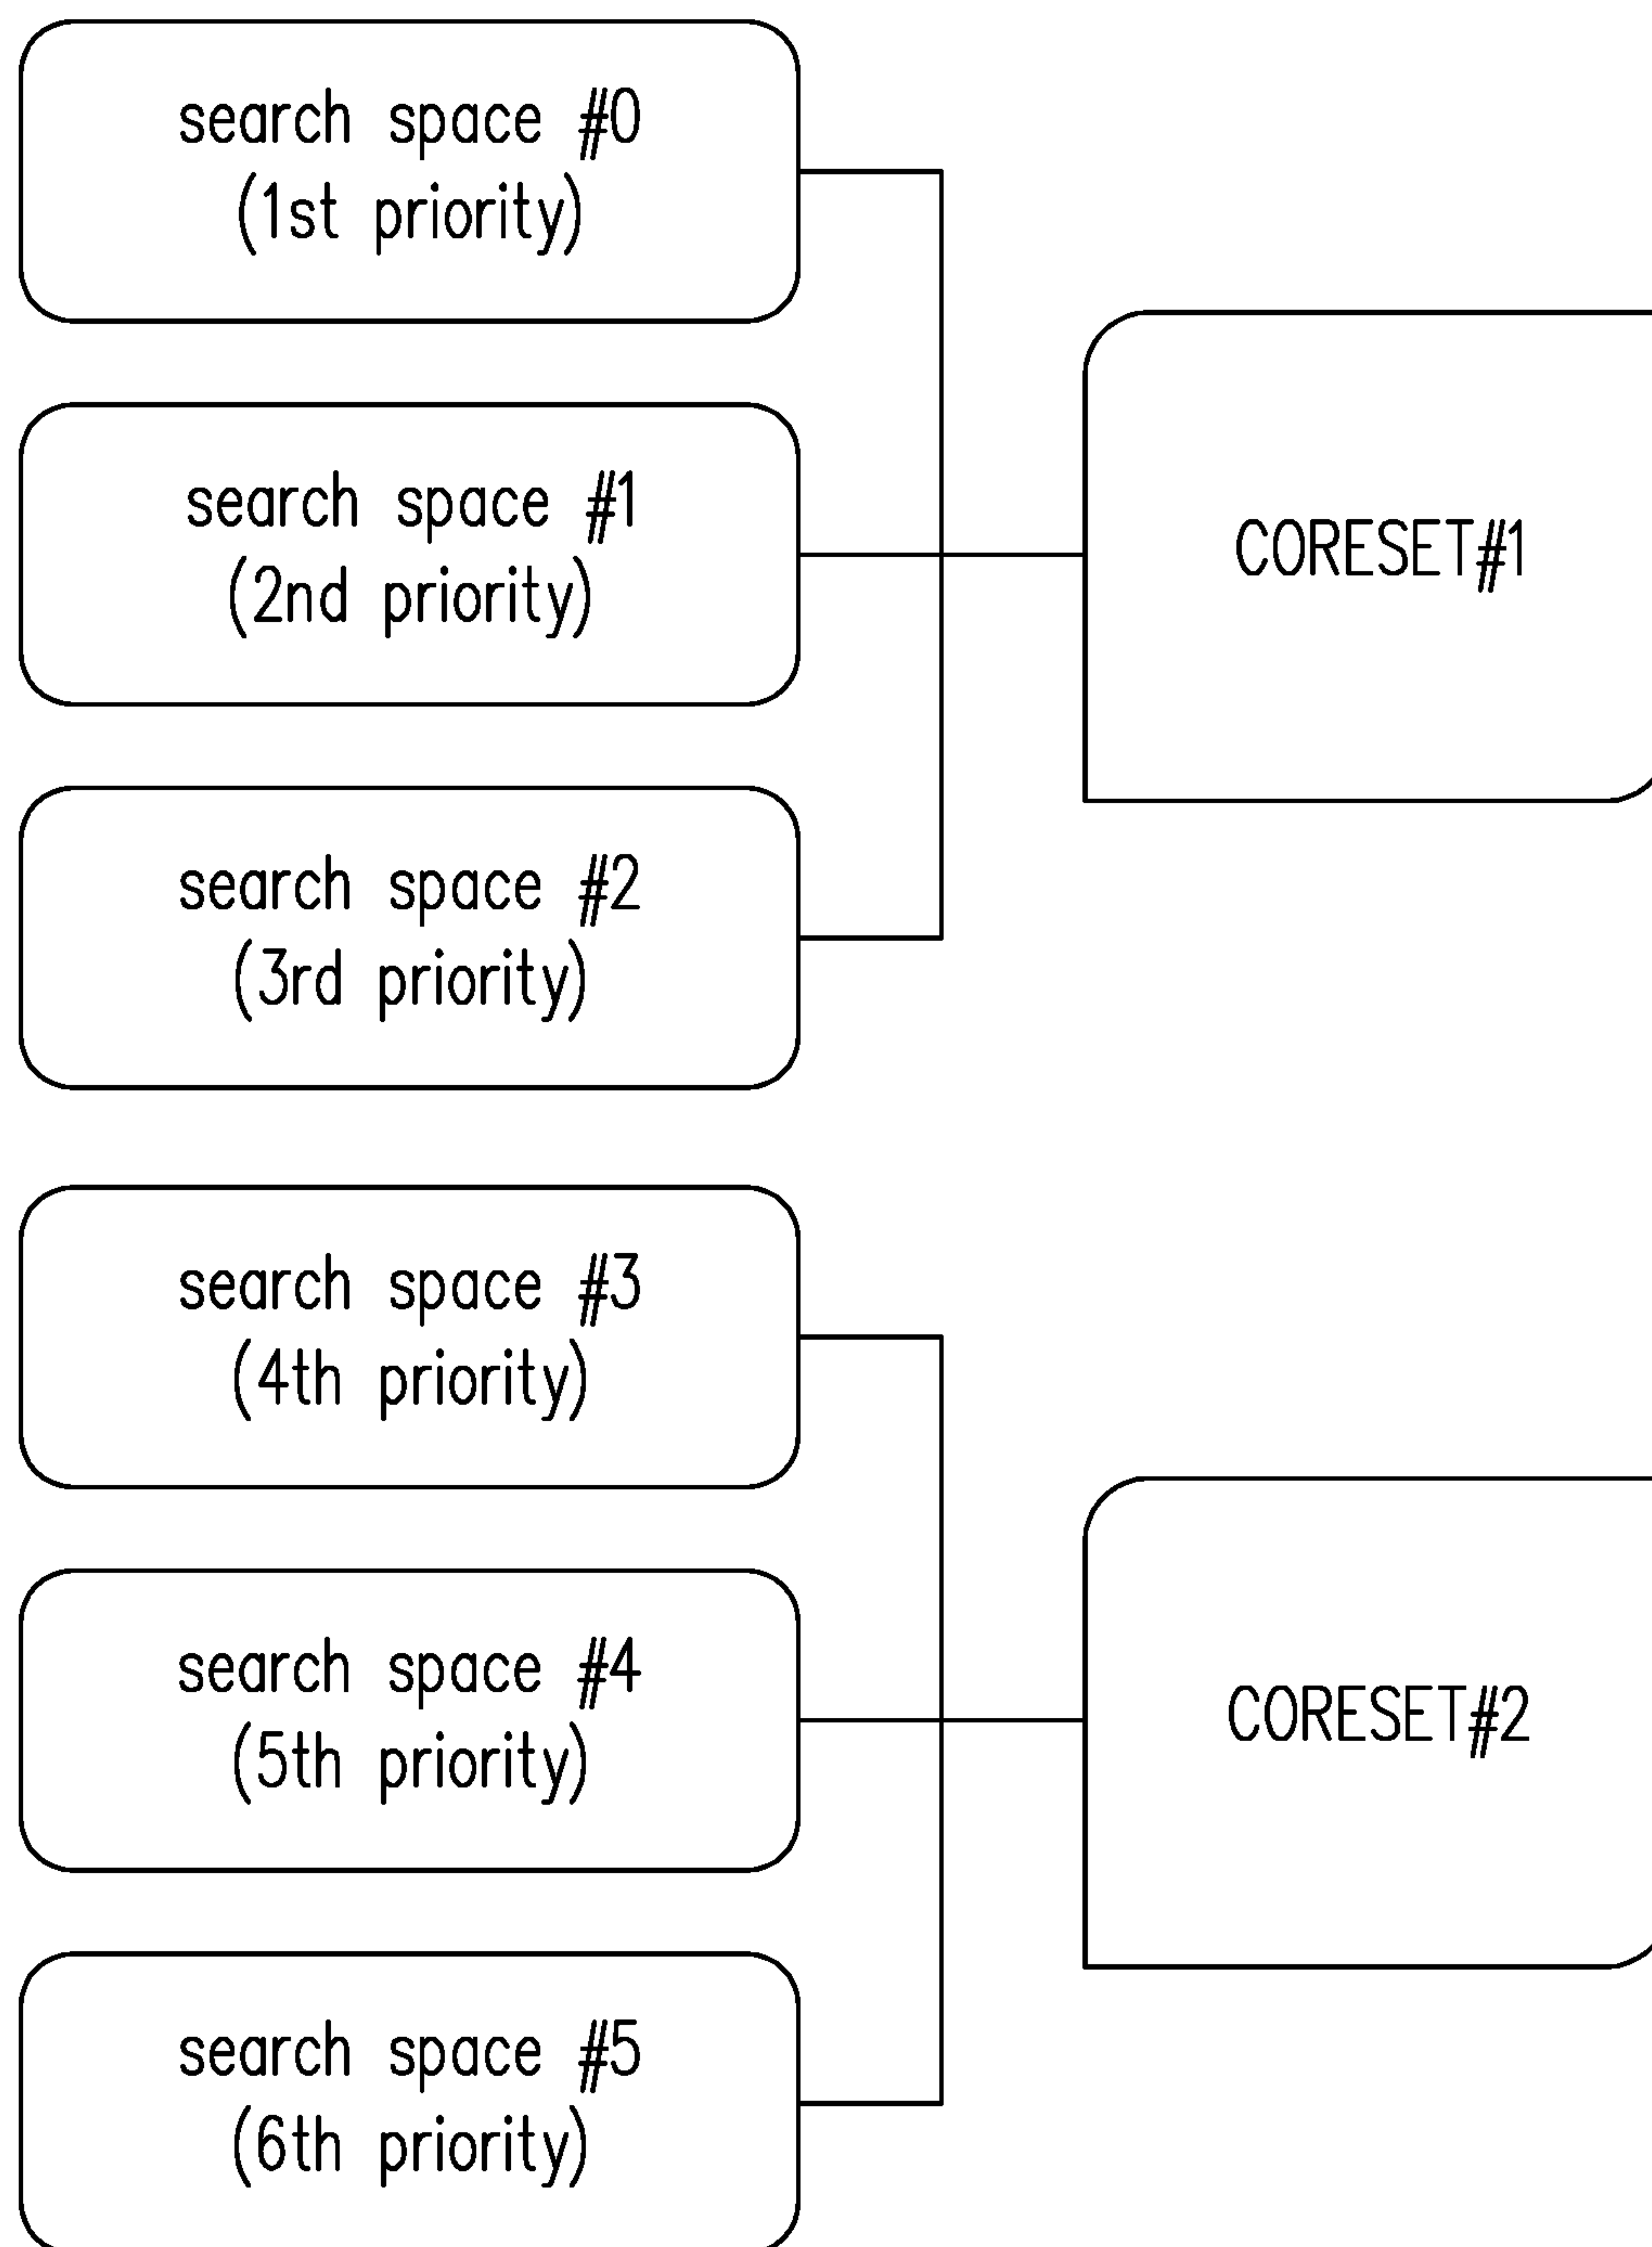 search space #0
(1st priority)
search space #1
(2nd priority)
CORESET#1
search space #2
(3rd priority)
search space #3
(4th priority)
search space #4
(5th priority)
CORESET#2
search space #5
(6th priority)